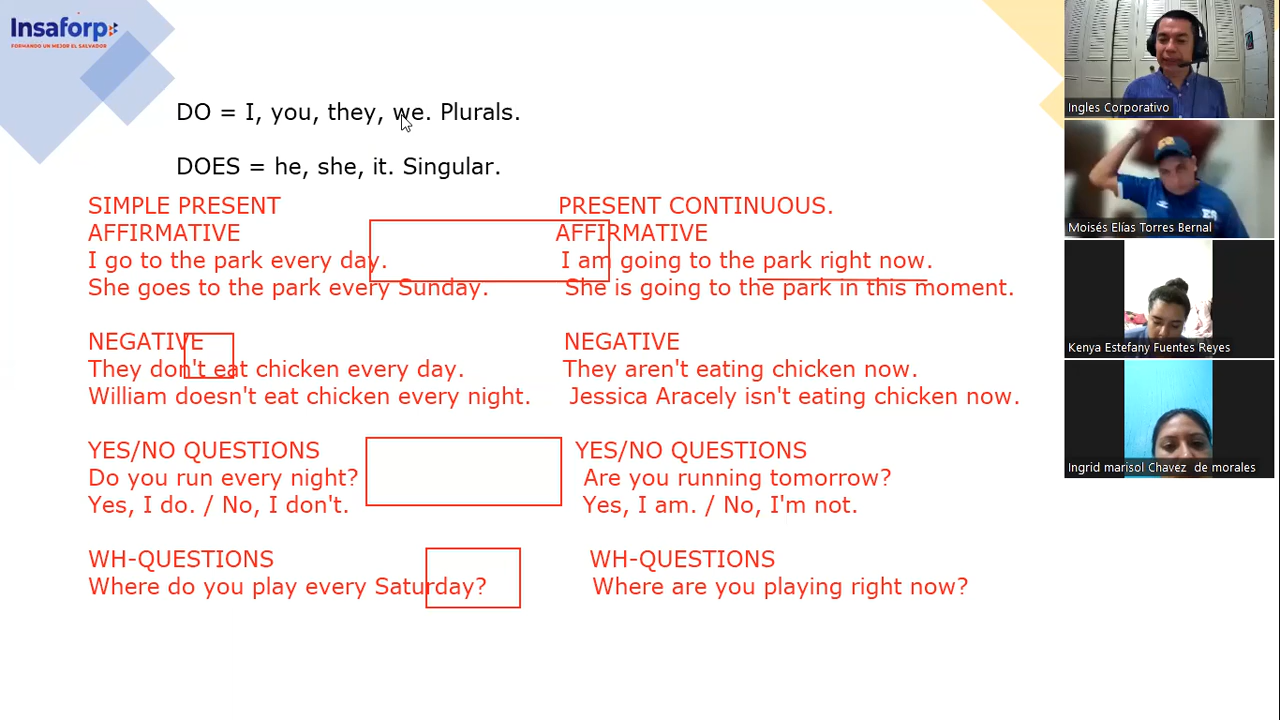 Insaforp
FORMANDO UN MEJOR EL SALVADOR
DO = I, you, they, we. Plurals.
DOES = he, she, it. Singular.
SIMPLE PRESENT
AFFIRMATIVE
I go to the park every day.
She goes to the park every Sunday.
NEGATIVE
They don't eat chicken every day.
William doesn't eat chicken every night.
YES/NO QUESTIONS
Do you run every night?
Yes, I do. / No, I don't.
WH-QUESTIONS
Where do you play every Saturday?
PRESENT CONTINUOUS.
AFFIRMATIVE
I am going to the park right now.
She is going to the park in this moment.
NEGATIVE
They aren't eating chicken now.
Jessica Aracely isn't eating chicken now.
YES/NO QUESTIONS
Are you running tomorrow?
Yes, I am. / No, I'm not.
WH-QUESTIONS
Where are you playing right now?
Ingles Corporativo
Moisés Elías Torres Bernal
Kenya Estefany Fuentes Reyes
Ingrid marisol Chavez de morales